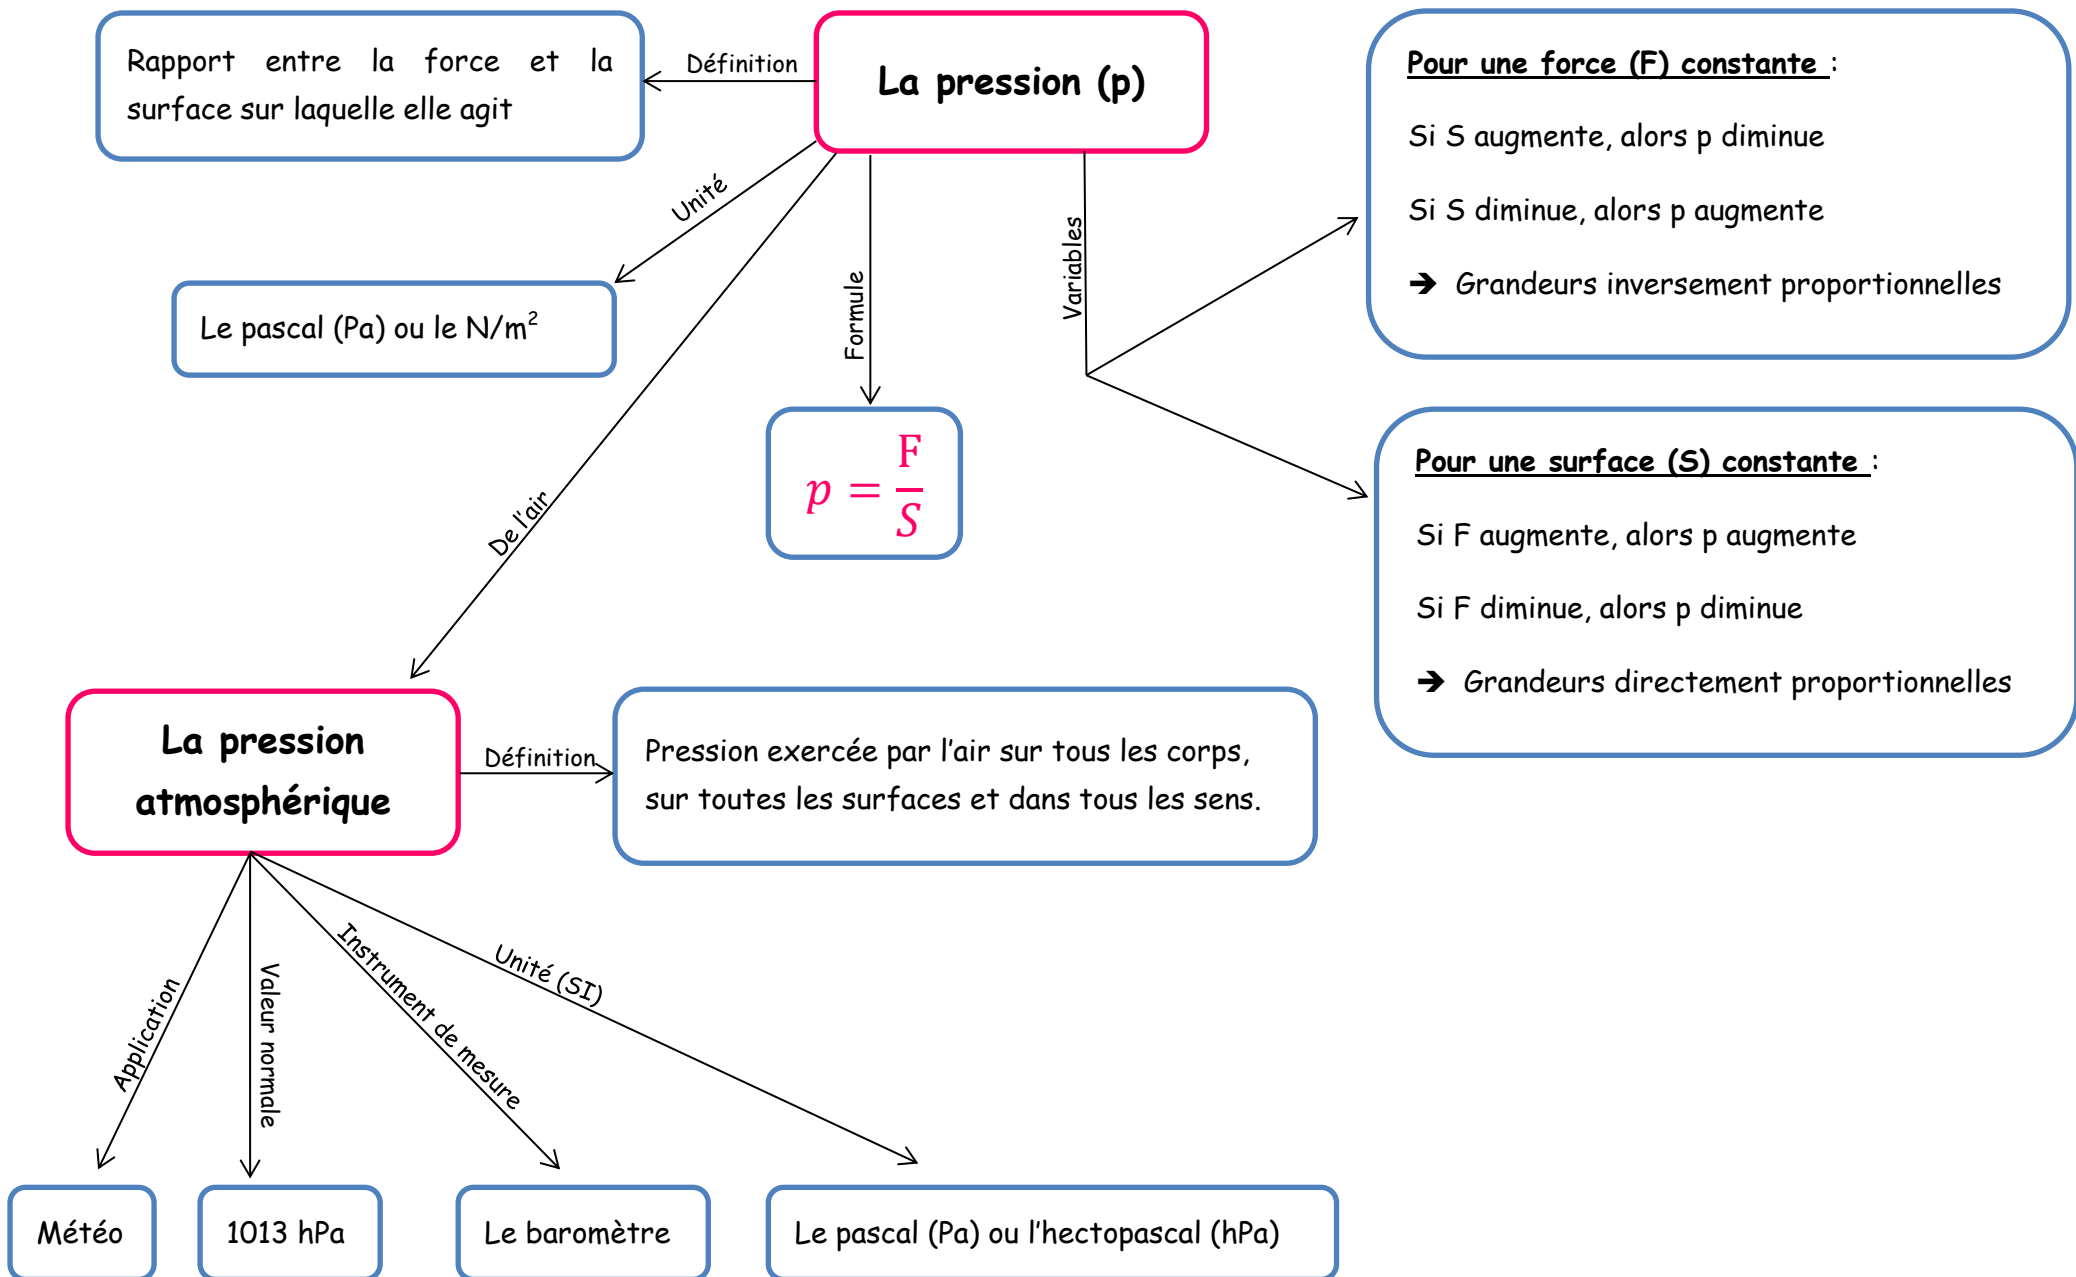 La pression (p)
Définition
Rapport entre la force et la
surface sur laquelle elle agit
Unité
Le pascal (Pa) ou le N/m²
De l'air
Formule
p = F/S
Variables
Pour une force (F) constante :
Si S augmente, alors p diminue
Si S diminue, alors p augmente
➔ Grandeurs inversement proportionnelles
Pour une surface (S) constante :
Si F augmente, alors p augmente
Si F diminue, alors p diminue
➔ Grandeurs directement proportionnelles
La pression
atmosphérique
Définition
Pression exercée par l'air sur tous les corps,
sur toutes les surfaces et dans tous les sens.
Application
Valeur normale
Instrument de mesure
Unité (SI)
Météo
1013 hPa
Le baromètre
Le pascal (Pa) ou l'hectopascal (hPa)